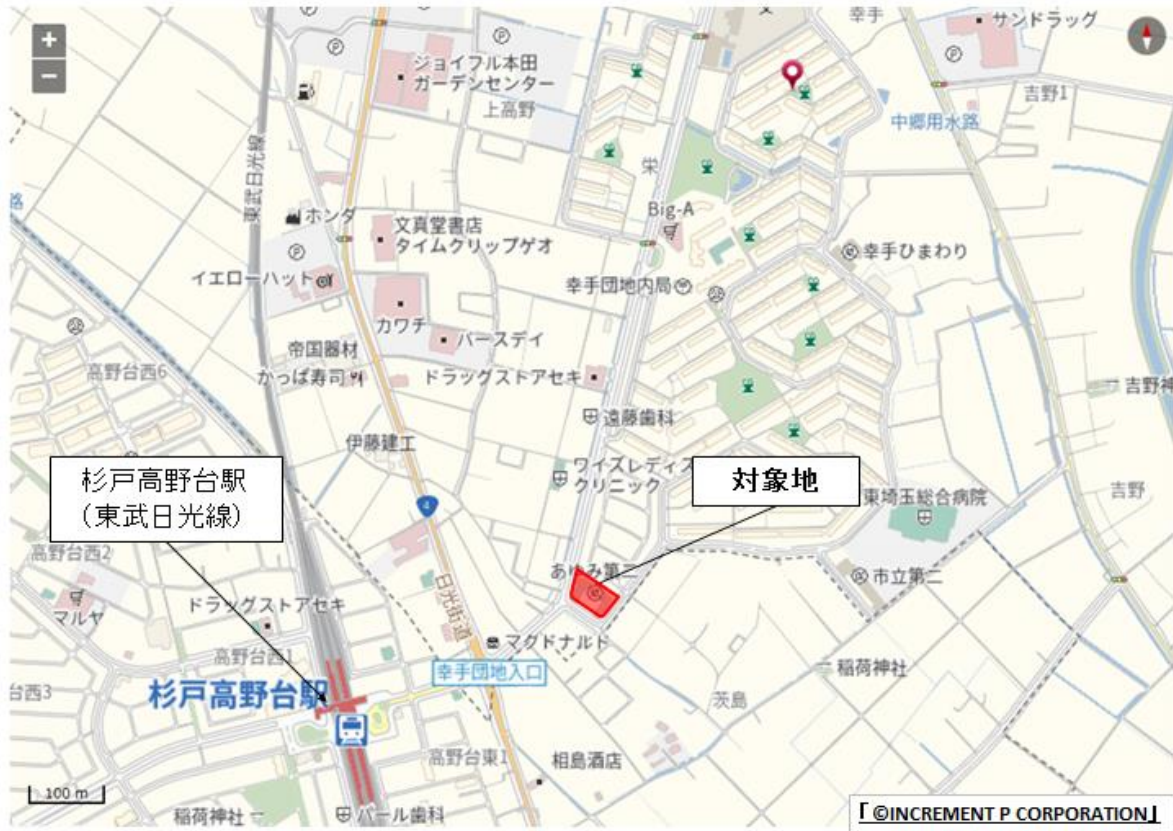 +
−
ジョイフル本田
ガーデンセンター
上高野
幸手
サンドラッグ
吉野1
中郷用水路
東武日光線
路
ホンダ
文真堂書店
タイムクリップゲオ
栄
Big-A
イエローハット
幸手団地内局
幸手ひまわり
カワチ
バースデイ
帝国器材
かっぱ寿司
ドラッグストアセキ
高野台西6
吉野神
遠藤歯科
伊藤建工
ワイズレディス
クリニック
杉戸高野台駅
(東武日光線)
対象地
東埼玉総合病院
吉野
4
高野台西2
日光街道
あゆみ第二
市立第二
マルヤ
ドラッグストアセキ
マクドナルド
高野台西1
幸手団地入口
稲荷神社
台西3
杉戸高野台駅
茨島
高野台東1
相島酒店
100 m
稲荷神社
パール歯科
「©INCREMENT P CORPORATION」